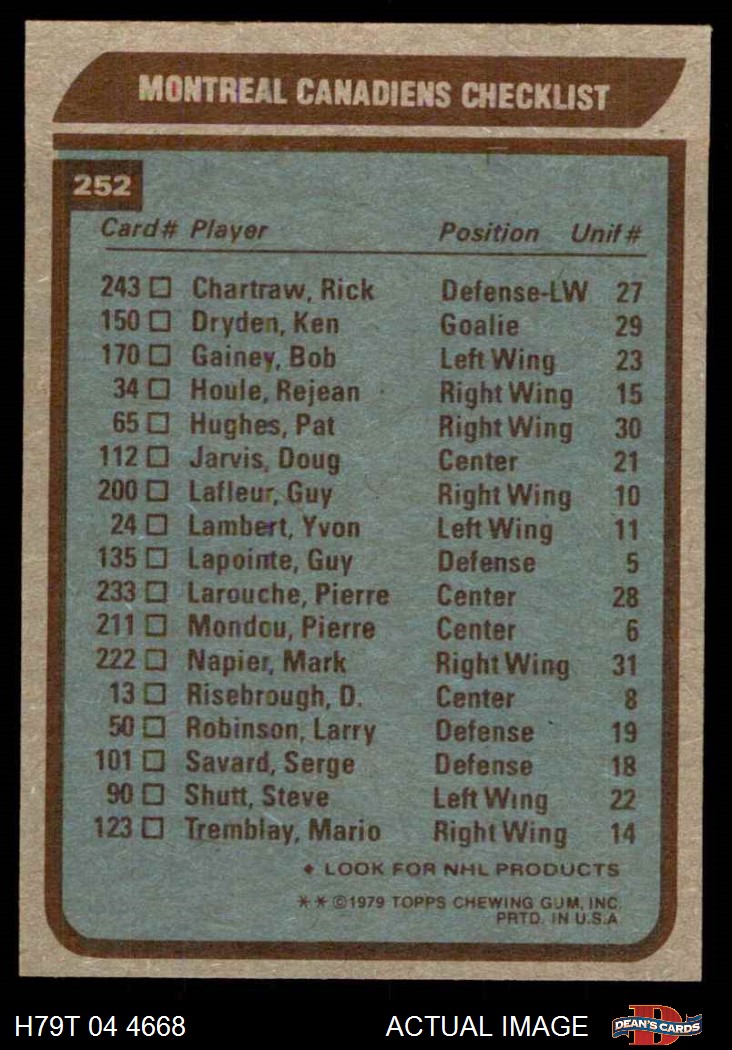 MONTREAL CANADIENS CHECKLIST
252
Card# Player Position Unif#
243 □ Chartraw, Rick Defense-LW 27
150 □ Dryden, Ken Goalie 29
170 □ Gainey, Bob Left Wing 23
34 □ Houle, Rejean Right Wing 15
65 □ Hughes, Pat Right Wing 30
112 □ Jarvis, Doug Center 21
200 □ Lafleur, Guy Right Wing 10
24 □ Lambert, Yvon Left Wing 11
135 □ Lapointe, Guy Defense 5
233 □ Larouche, Pierre Center 28
211 □ Mondou, Pierre Center 6
222 □ Napier, Mark Right Wing 31
13 □ Risebrough, D. Center 8
50 □ Robinson, Larry Defense 19
101 □ Savard, Serge Defense 18
90 □ Shutt, Steve Left Wing 22
123 □ Tremblay, Mario Right Wing 14
♦ LOOK FOR NHL PRODUCTS
** ©1979 TOPPS CHEWING GUM, INC.
PRTD. IN U.S.A
H79T 04 4668 ACTUAL IMAGE D DEAN'S CARDS